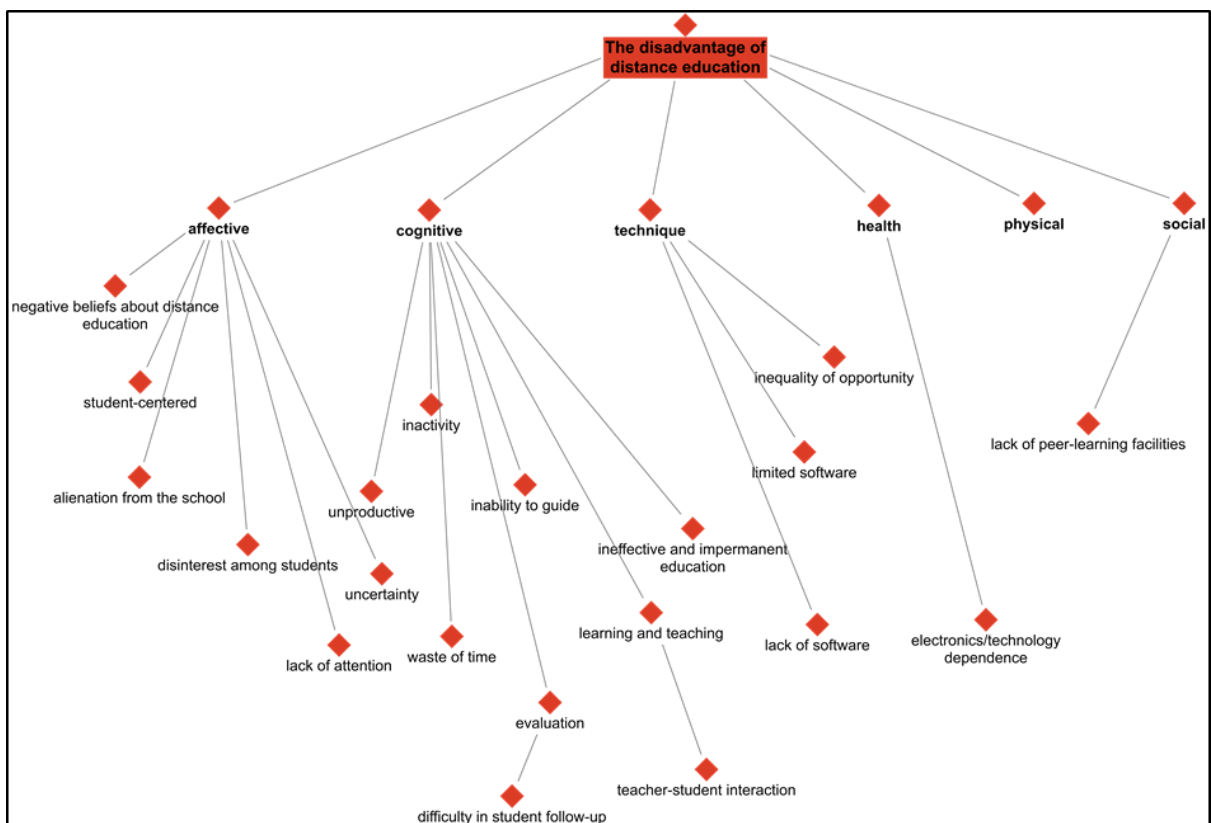 The disadvantage of
distance education
affective
cognitive
technique
health
physical
social
negative beliefs about distance
education
student-centered
alienation from the school
disinterest among students
uncertainty
lack of attention
inactivity
unproductive
inability to guide
ineffective and impermanent
education
learning and teaching
waste of time
evaluation
difficulty in student follow-up
teacher-student interaction
inequality of opportunity
limited software
lack of software
electronics/technology
dependence
lack of peer-learning facilities